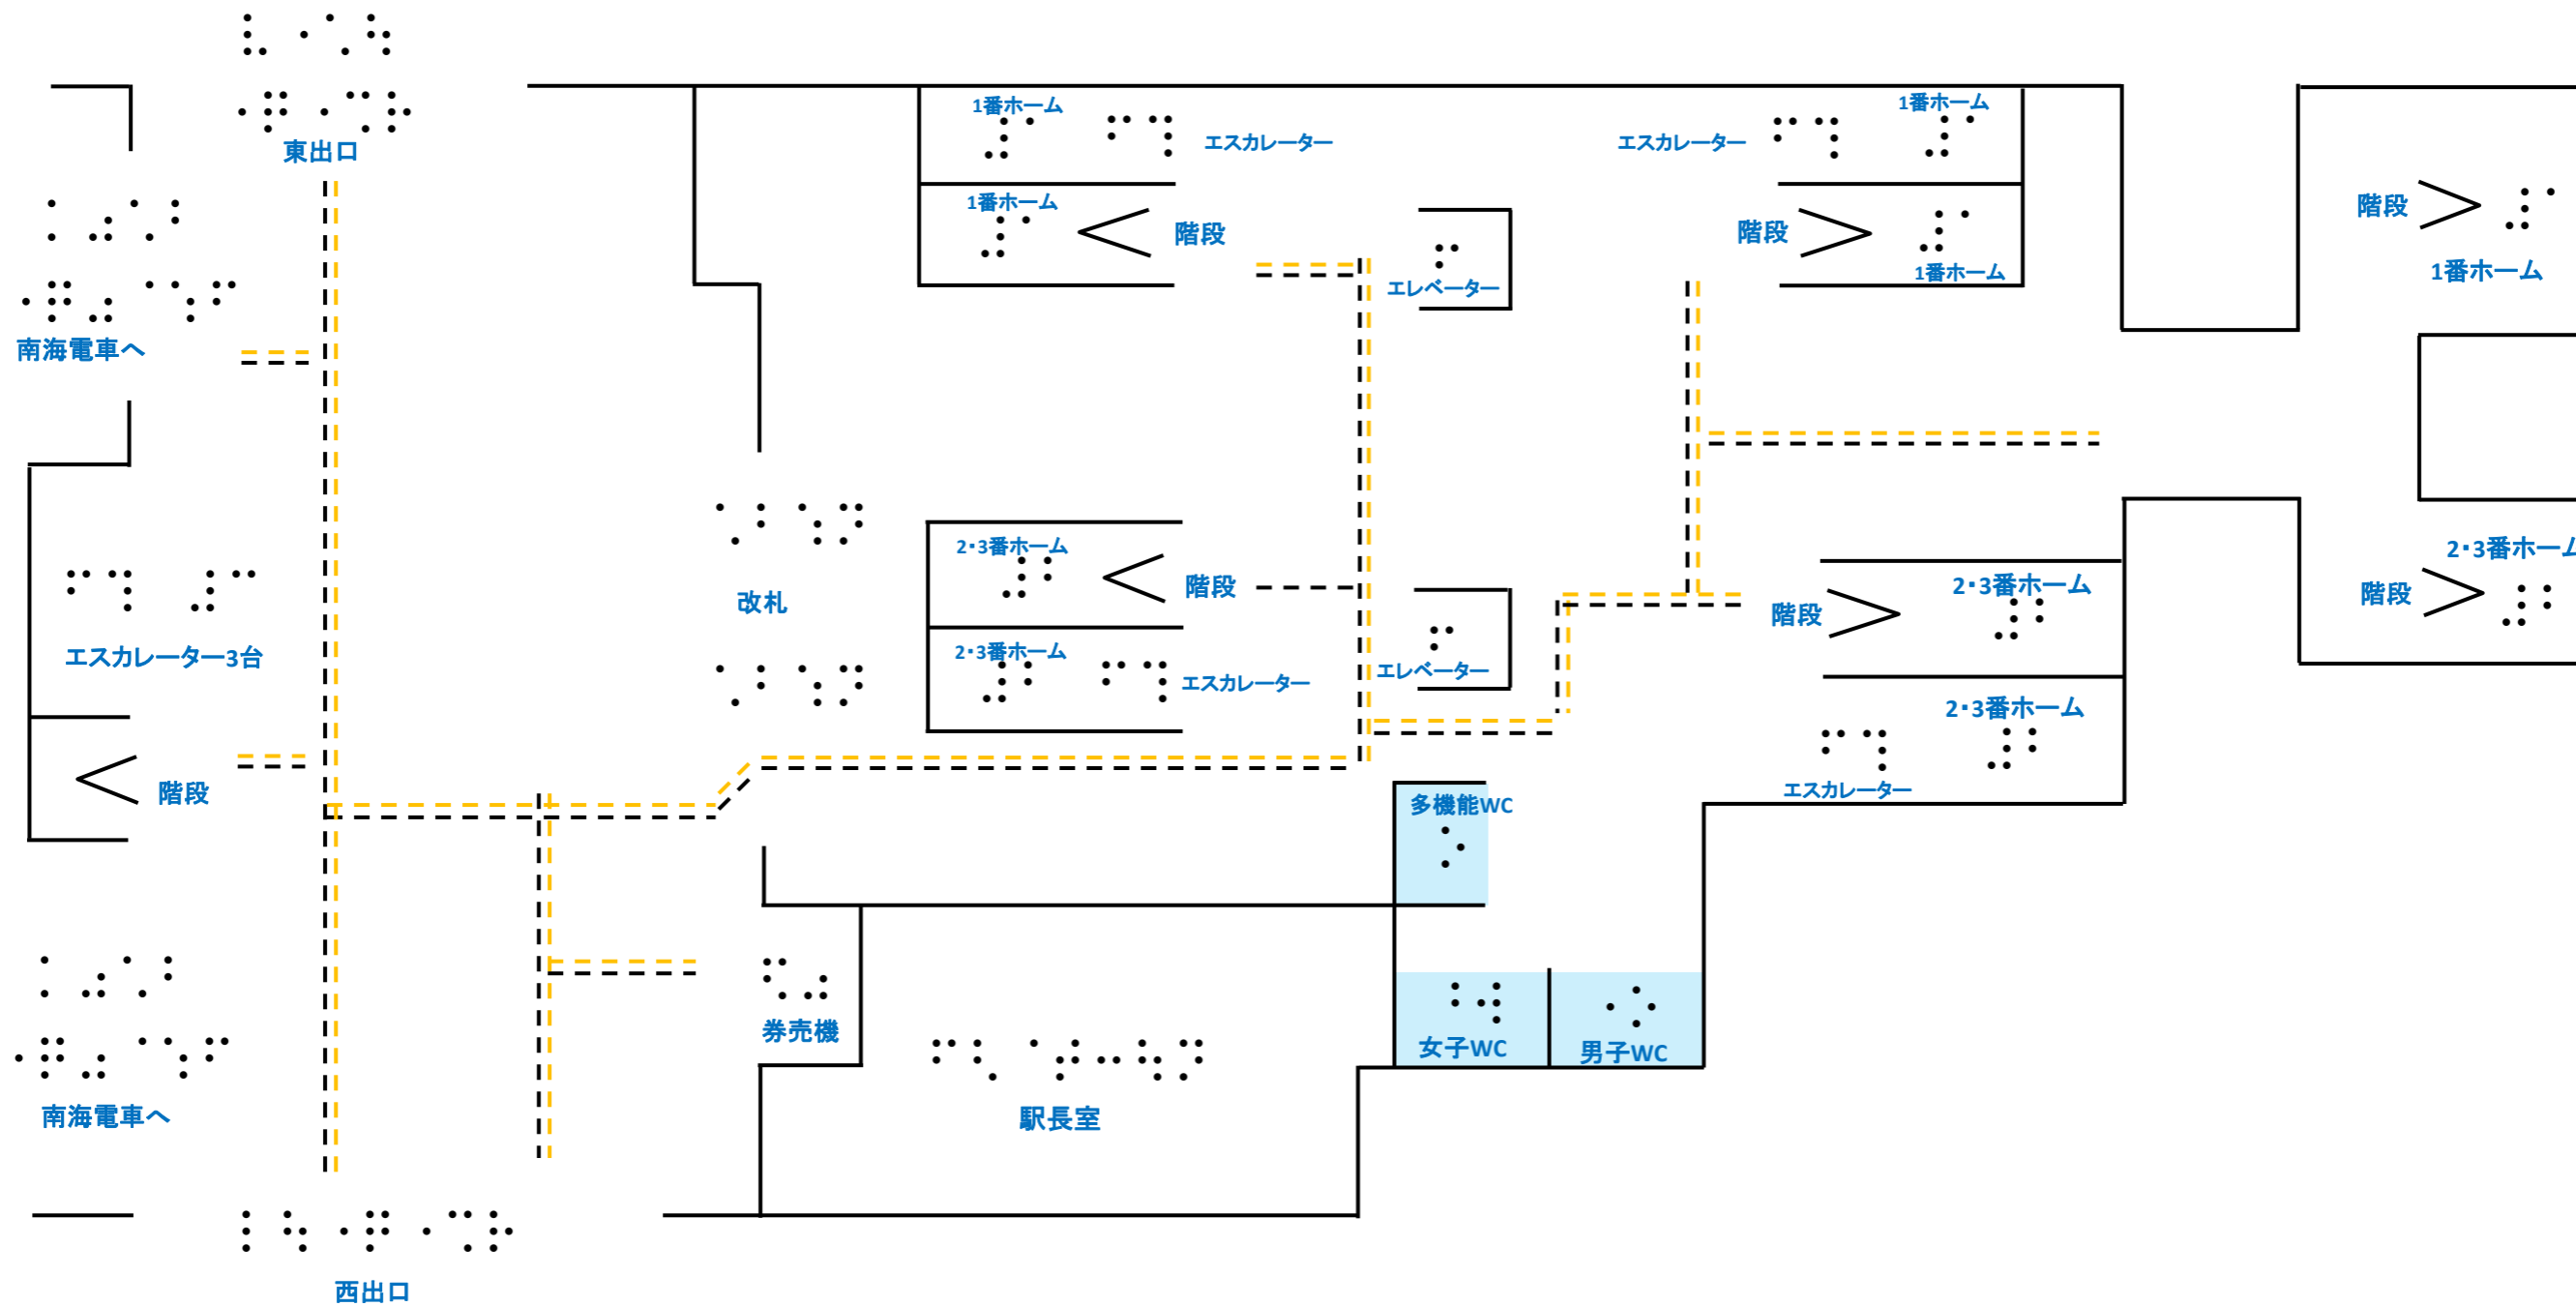 東出口
1番ホーム
エスカレーター
1番ホーム
階段
エレベーター
エスカレーター
1番ホーム
階段
1番ホーム
階段
1番ホーム
南海電車へ
改札
2・3番ホーム
階段
2・3番ホーム
エスカレーター
エレベーター
階段
2・3番ホーム
2・3番ホーム
エスカレーター
2・3番ホーム
階段
エスカレーター3台
階段
多機能WC
券売機
女子WC
男子WC
駅長室
南海電車へ
西出口